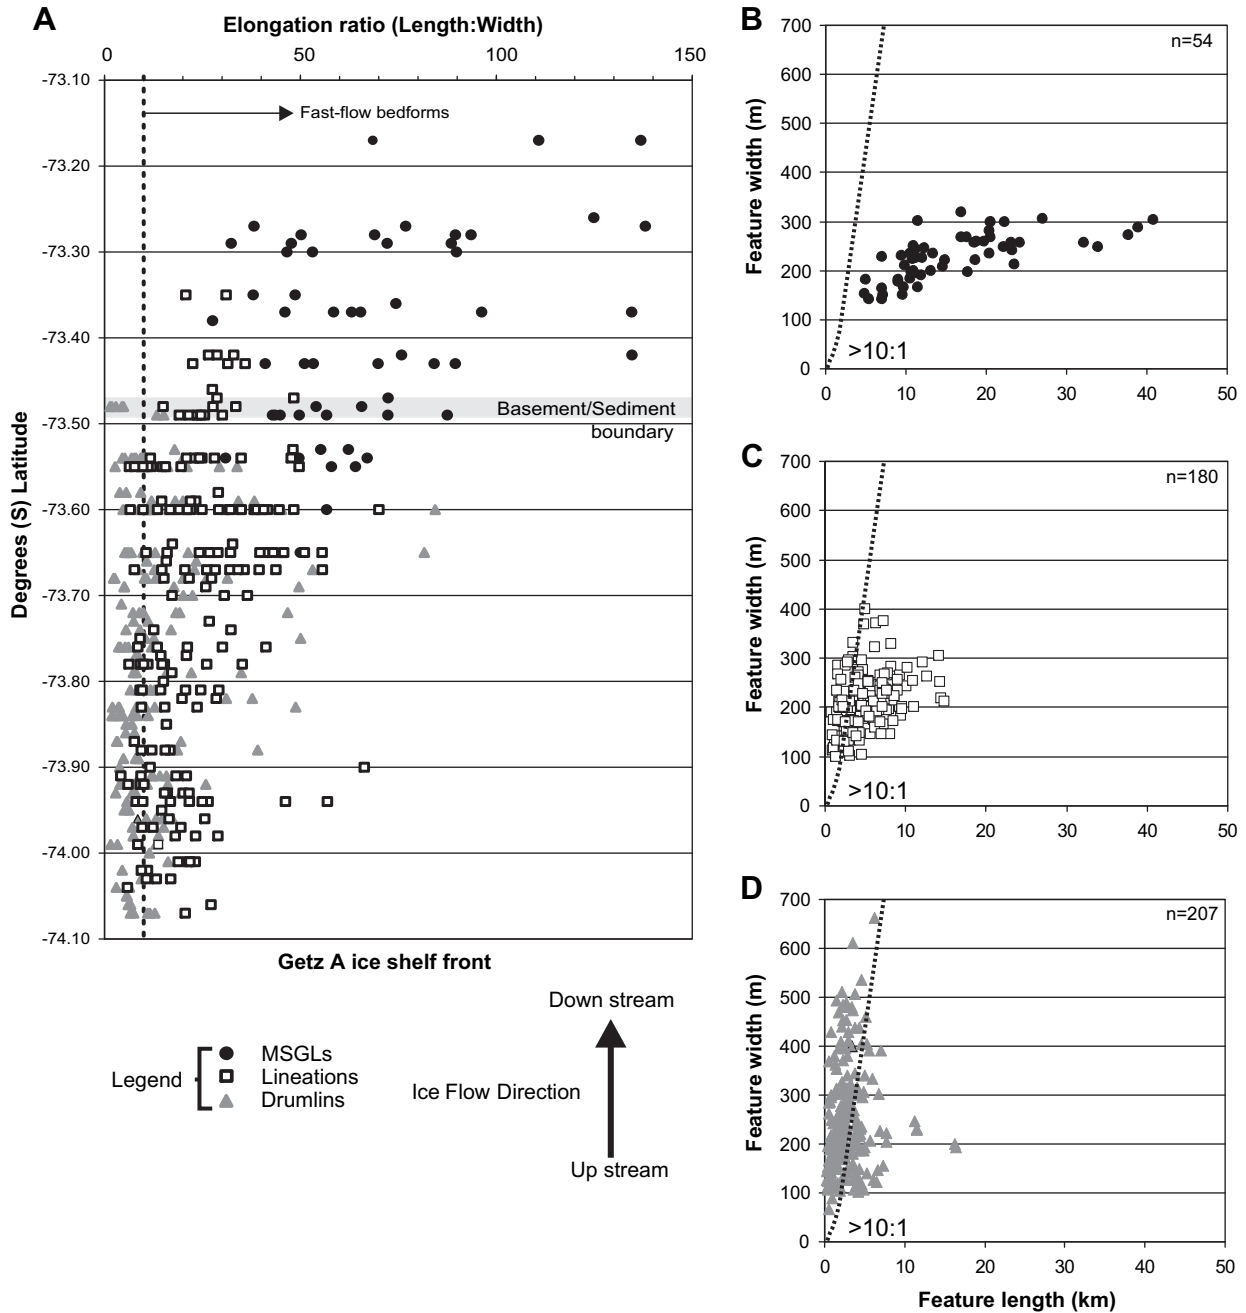 A
Elongation ratio (Length:Width)
0
50
100
150
-73.10
-73.20
-73.30
-73.40
-73.50
-73.60
-73.70
-73.80
-73.90
-74.00
-74.10
Degrees (S) Latitude
Fast-flow bedforms
Basement/Sediment
boundary
Getz A ice shelf front
Legend
MSGLs
Lineations
Drumlins
Down stream
Ice Flow Direction
Up stream
B
n=54
700
600
500
400
300
200
100
0
Feature width (m)
>10:1
0
10
20
30
40
50
C
n=180
700
600
500
400
300
200
100
0
Feature width (m)
>10:1
0
10
20
30
40
50
D
n=207
700
600
500
400
300
200
100
0
Feature width (m)
>10:1
0
10
20
30
40
50
Feature length (km)